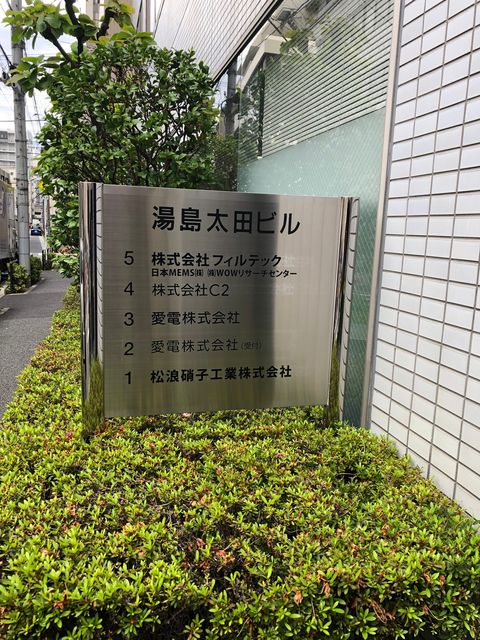 湯島太田ビル
5 株式会社フィルテック
日本MEMS㈱ ㈱WOWリサーチセンター
4 株式会社C2
3 愛電株式会社
2 愛電株式会社(受付)
1 松浪硝子工業株式会社